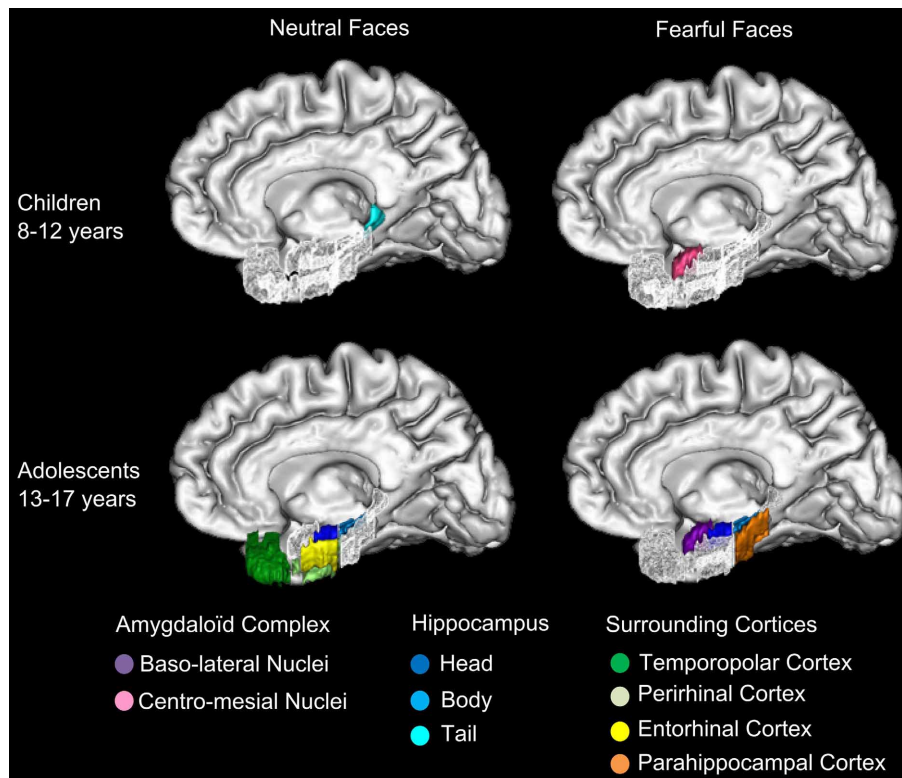 Neutral Faces
Fearful Faces
Children
8-12 years
Adolescents
13-17 years
Amygdaloïd Complex
Baso-lateral Nuclei
Centro-mesial Nuclei
Hippocampus
Head
Body
Tail
Surrounding Cortices
Temporopolar Cortex
Perirhinal Cortex
Entorhinal Cortex
Parahippocampal Cortex